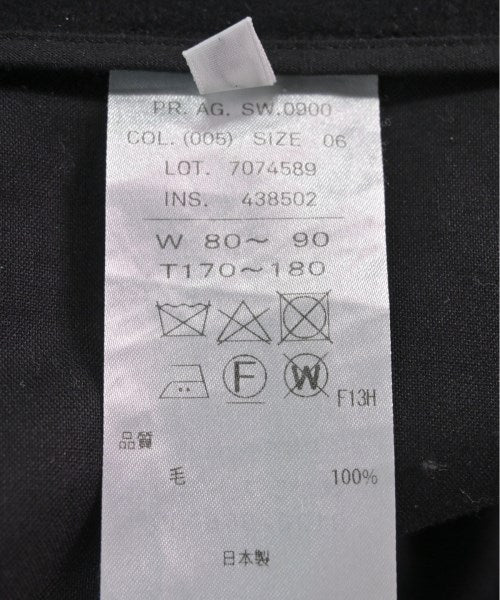 PR. AG. SW.0900
COL. (005) SIZE 06
LOT. 7074589
INS. 438502
W 80～ 90
T170～180
F W F13H
品質
毛 100%
日本製